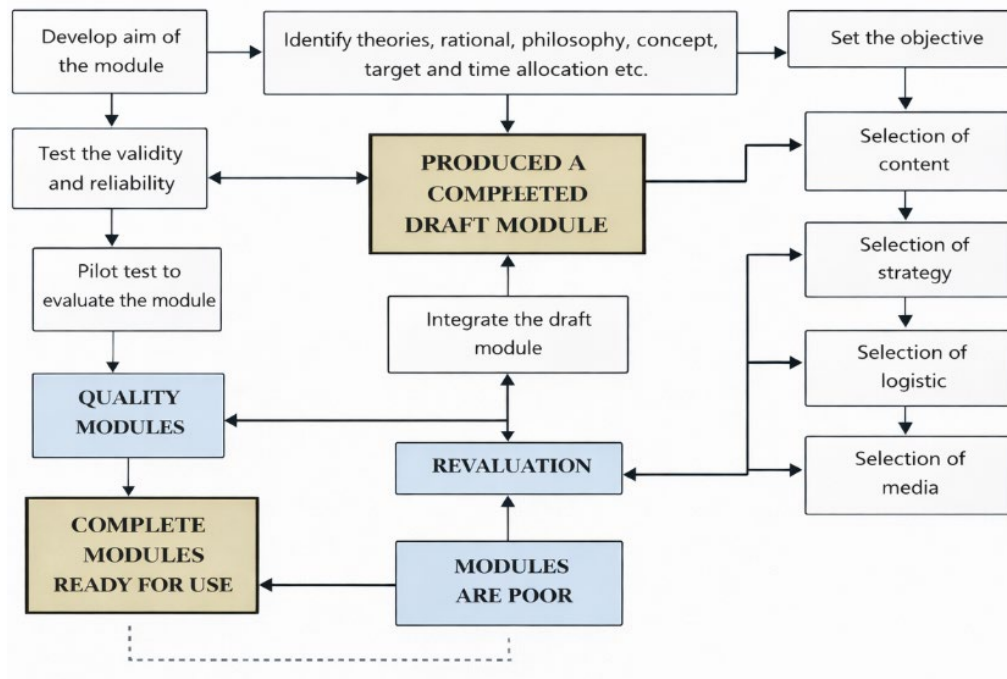 Develop aim of
the module
Identify theories, rational, philosophy, concept,
target and time allocation etc.
Set the objective
Test the validity
and reliability
PRODUCED A
DRAFT MODULE
Selection of
content
Pilot test to
evaluate the module
Integrate the draft
module
Selection of
strategy
Selection of
logistic
QUALITY
MODULES
REVALUATION
Selection of
media
COMPLETE
MODULES
READY FOR USE
MODULES
ARE POOR